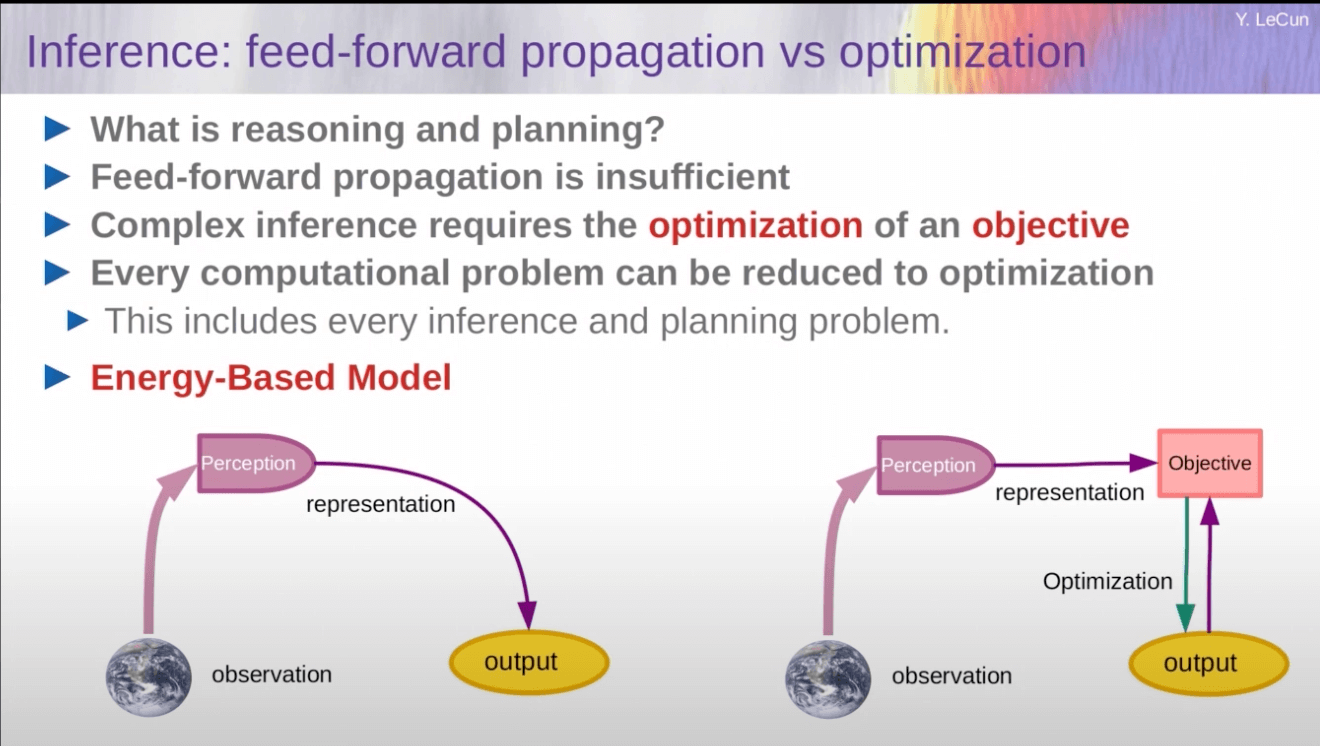 Y. LeCun
Inference: feed-forward propagation vs optimization
What is reasoning and planning?
Feed-forward propagation is insufficient
Complex inference requires the optimization of an objective
Every computational problem can be reduced to optimization
This includes every inference and planning problem.
Energy-Based Model
Perception
representation
observation
output
Perception
representation
Objective
Optimization
observation
output